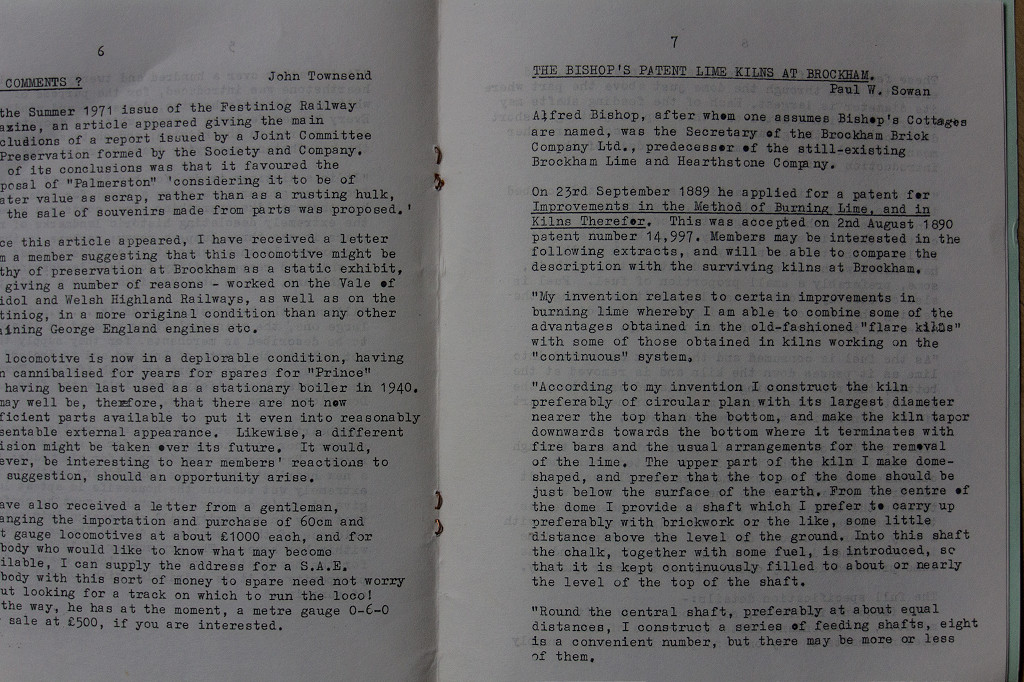 6
COMMENTS ?
John Townsend
the Summer 1971 issue of the Festiniog Railway
azine, an article appeared giving the main
cludions of a report issued by a Joint Committee
Preservation formed by the Society and Company.
of its conclusions was that it favoured the
posal of "Palmerston" 'considering it to be of
ater value as scrap, rather than as a rusting hulk,
the sale of souvenirs made from parts was proposed.'
ce this article appeared, I have received a letter
m a member suggesting that this locomotive might be
thy of preservation at Brockham as a static exhibit,
giving a number of reasons - worked on the Vale of
idol and Welsh Highland Railways, as well as on the
tiniog, in a more original condition than any other
aining George England engines etc.
locomotive is now in a deplorable condition, having
n cannibalised for years for spares for "Prince"
having been last used as a stationary boiler in 1940.
may well be, therefore, that there are not now
ficient parts available to put it even into reasonably
sentable external appearance. Likewise, a different
ision might be taken over its future. It would,
ever, be interesting to hear members' reactions to
suggestion, should an opportunity arise.
ave also received a letter from a gentleman,
anging the importation and purchase of 60cm and
t gauge locomotives at about £1000 each, and for
body who would like to know what may become
ilable, I can supply the address for a S.A.E.
body with this sort of money to spare need not worry
ut looking for a track on which to run the loco!
the way, he has at the moment, a metre gauge 0-6-0
sale at £500, if you are interested.
7
THE BISHOP'S PATENT LIME KILNS AT BROCKHAM.
Paul W. Sowan
Alfred Bishop, after whom one assumes Bishop's Cottages
are named, was the Secretary of the Brockham Brick
Company Ltd., predecessor of the still-existing
Brockham Lime and Hearthstone Company.
On 23rd September 1889 he applied for a patent for
Improvements in the Method of Burning Lime, and in
Kilns Therefor. This was accepted on 2nd August 1890
patent number 14,997. Members may be interested in the
following extracts, and will be able to compare the
description with the surviving kilns at Brockham.
"My invention relates to certain improvements in
burning lime whereby I am able to combine some of the
advantages obtained in the old-fashioned "flare kilns"
with some of those obtained in kilns working on the
"continuous" system.
"According to my invention I construct the kiln
preferably of circular plan with its largest diameter
nearer the top than the bottom, and make the kiln tapor
downwards towards the bottom where it terminates with
fire bars and the usual arrangements for the removal
of the lime. The upper part of the kiln I make dome-
shaped, and prefer that the top of the dome should be
just below the surface of the earth. From the centre of
the dome I provide a shaft which I prefer to carry up
preferably with brickwork or the like, some little
distance above the level of the ground. Into this shaft
the chalk, together with some fuel, is introduced, so
that it is kept continuously filled to about or nearly
the level of the top of the shaft.
"Round the central shaft, preferably at about equal
distances, I construct a series of feeding shafts, eight
is a convenient number, but there may be more or less
of them.